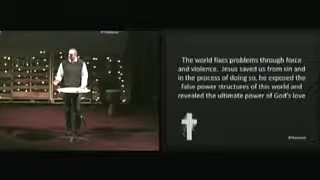 The world fixes problems through force
and violence. Jesus saved us from sin and
in the process of doing so, he exposed the
false power structures of this world and
revealed the ultimate power of God's love